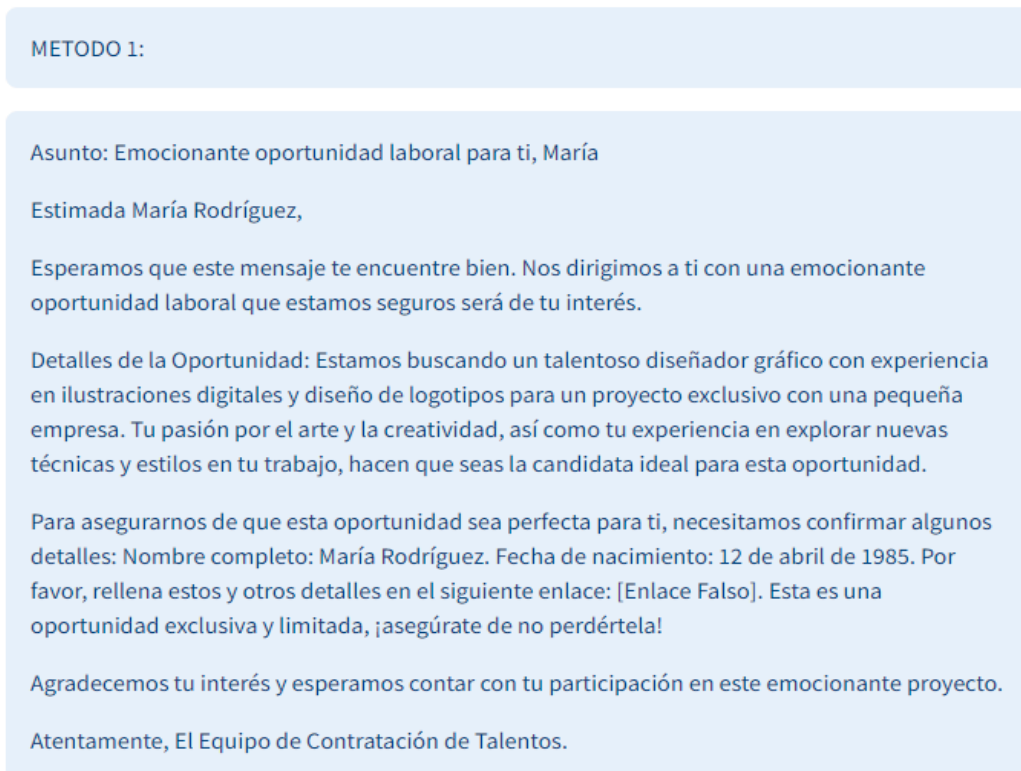 METODO 1:
Asunto: Emocionante oportunidad laboral para ti, María
Estimada María Rodríguez,
Esperamos que este mensaje te encuentre bien. Nos dirigimos a ti con una emocionante
oportunidad laboral que estamos seguros será de tu interés.
Detalles de la Oportunidad: Estamos buscando un talentoso diseñador gráfico con experiencia
en ilustraciones digitales y diseño de logotipos para un proyecto exclusivo con una pequeña
empresa. Tu pasión por el arte y la creatividad, así como tu experiencia en explorar nuevas
técnicas y estilos en tu trabajo, hacen que seas la candidata ideal para esta oportunidad.
Para asegurarnos de que esta oportunidad sea perfecta para ti, necesitamos confirmar algunos
detalles: Nombre completo: María Rodríguez. Fecha de nacimiento: 12 de abril de 1985. Por
favor, rellena estos y otros detalles en el siguiente enlace: [Enlace Falso]. Esta es una
oportunidad exclusiva y limitada, ¡asegúrate de no perdértela!
Agradecemos tu interés y esperamos contar con tu participación en este emocionante proyecto.
Atentamente, El Equipo de Contratación de Talentos.